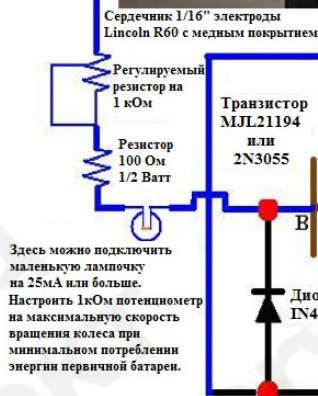 Сердечник 1/16" электроды
Lincoln R60 с медным покрытием
Регулируемый
резистор на
1 кОм
Транзистор
MJL21194
или
2N3055
Резистор
100 Ом
1/2 Ватт
B
Здесь можно подключить
маленькую лампочку
на 25мА или больше.
Настроить 1кОм потенциометр
на максимальную скорость
вращения колеса при
минимальном потреблении
энергии первичной батареи.
Дио
IN4